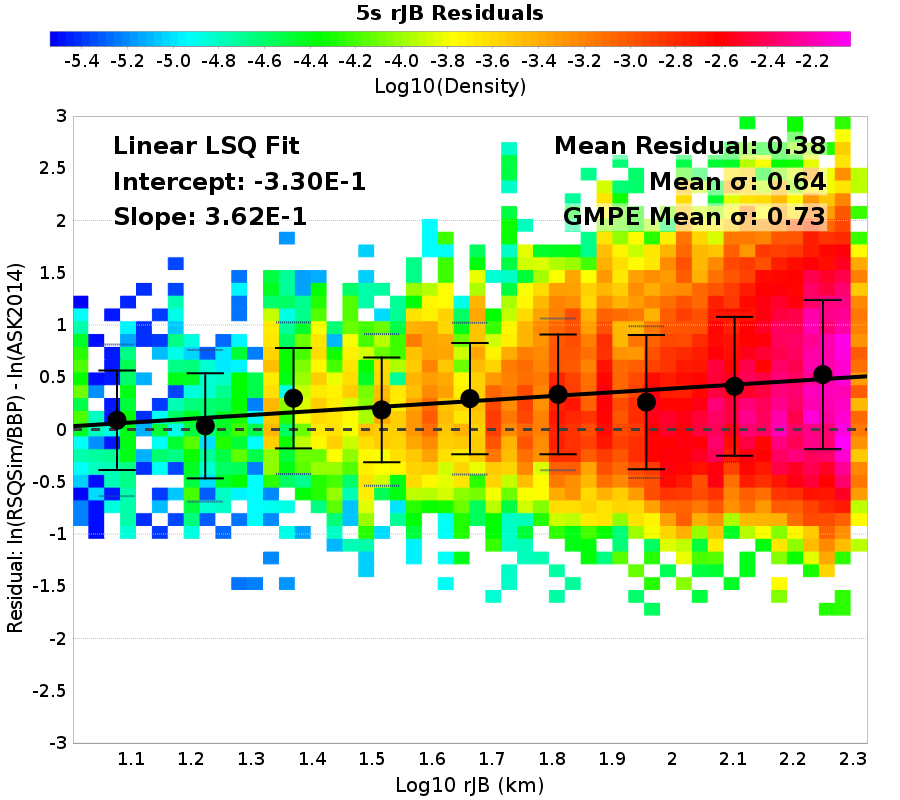 5s rJB Residuals
-5.4 -5.2 -5.0 -4.8 -4.6 -4.4 -4.2 -4.0 -3.8 -3.6 -3.4 -3.2 -3.0 -2.8 -2.6 -2.4 -2.2
Log10(Density)
Linear LSQ Fit
Intercept: -3.30E-1
Slope: 3.62E-1
Mean Residual: 0.38
Mean σ: 0.64
GMPE Mean σ: 0.73
Residual: ln(RSQSim/BBP) - ln(ASK2014)
3
2.5
2
1.5
1
0.5
0
-0.5
-1
-1.5
-2
-2.5
-3
1.1 1.2 1.3 1.4 1.5 1.6 1.7 1.8 1.9 2 2.1 2.2 2.3
Log10 rJB (km)